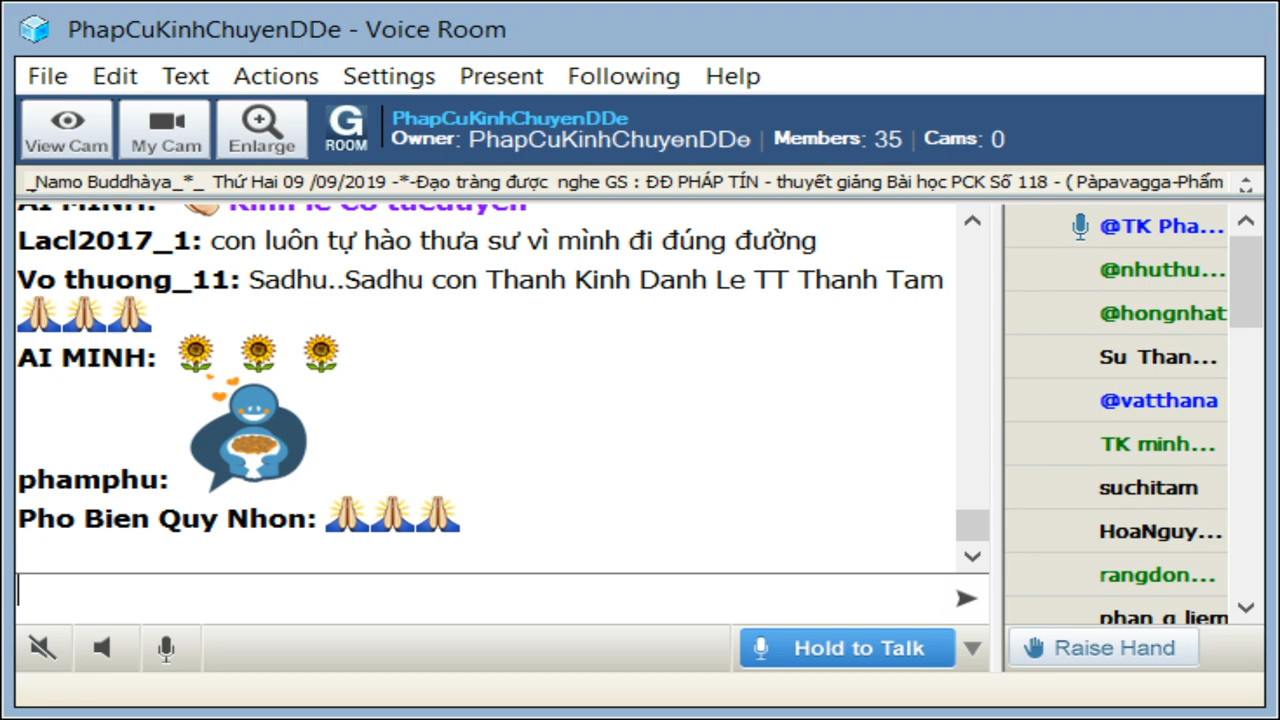 PhapCuKinhChuyenDDe - Voice Room
File Edit Text Actions Settings Present Following Help
View Cam My Cam Enlarge G ROOM
PhapCuKinhChuyenDDe
Owner: PhapCuKinhChuyenDDe | Members: 35 | Cams: 0
_Namo Buddhàya_*_ Thứ Hai 09 /09/2019 -*-Đạo tràng được nghe GS : ĐĐ PHÁP TÍN - thuyết giảng Bài học PCK Số 118 - ( Pàpavagga-Phẩm
AI MINH: Kinh lễ Cô
Lacl2017_1: con luôn tự hào thưa sư vì mình đi đúng đường
Vo thuong_11: Sadhu..Sadhu con Thanh Kinh Danh Le TT Thanh Tam
AI MINH:
phamphu:
Pho Bien Quy Nhon:
@TK Pha...
@nhuthu...
@hongnhat
Su Than...
@vatthana
TK minh...
suchitam
HoaNguy...
rangdon...
phan q liem
Hold to Talk
Raise Hand